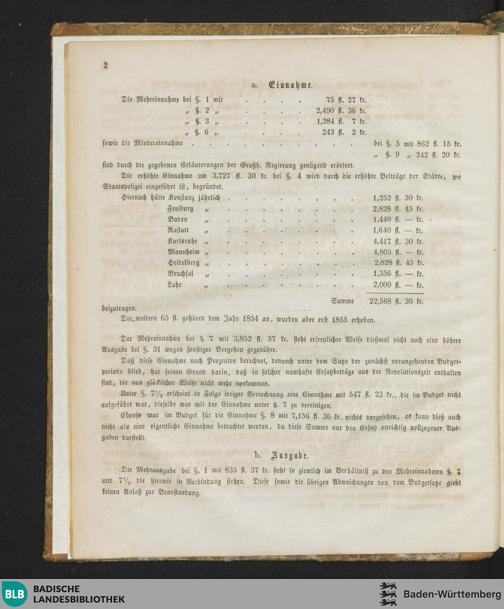 2
a. Einnahme.
Die Mehreinnahme bei §. 1 mit . . . . 75 fl. 27 kr.
„ §. 2 „ . . . . 2,490 fl. 36 kr.
„ §. 3 „ . . . . 1,284 fl. 7 kr.
„ §. 6 „ . . . . 243 fl. 2 kr.
sowie die Mindereinnahme . . . . . . . . . . bei §. 5 mit 862 fl. 15 kr.
„ §. 9 „ 242 fl. 20 kr.
sind durch die gegebenen Erläuterungen der Großh. Regierung genügend erörtert.
Die erhöhte Einnahme um 3,727 fl. 30 kr. bei §. 4 wird durch die erhöhte Beiträge der Städte, wo
Staatspolizei eingeführt ist, begründet.
Hiernach hätte Konstanz jährlich . . . . . . . . 1,252 fl. 30 kr.
Freiburg „ . . . . . . . . 2,828 fl. 45 kr.
Baden „ . . . . . . . . 1,440 fl. — kr.
Rastatt „ . . . . . . . . 1,640 fl. — kr.
Karlsruhe „ . . . . . . . . 4,417 fl. 30 kr.
Mannheim „ . . . . . . . . 4,805 fl. — kr.
Heidelberg „ . . . . . . . . 2,828 fl. 45 kr.
Bruchsal „ . . . . . . . . 1,356 fl. — kr.
Lahr „ . . . . . . . . 2,000 fl. — kr.
Summe 22,568 fl. 30 kr.
beizutragen.
Die weitern 65 fl. gehören dem Jahr 1854 an, wurden aber erst 1855 erhoben.
Der Mehreinnahme bei §. 7 mit 3,852 fl. 57 kr. steht erfreulicher Weise diesmal nicht auch eine höhere
Ausgabe bei §. 31 wegen sonstiger Vergehen gegenüber.
Daß diese Einnahme nach Prozenten berechnet, dennoch unter dem Satze der zunächst vorangehenden Budget-
periode blieb, hat seinen Grund darin, daß in solcher namhafte Ersatzbeträge aus der Revolutionszeit enthalten
sind, die nun glücklicher Weise nicht mehr vorkommen.
Unter §. 7½ erscheint in Folge irriger Verrechnung eine Einnahme mit 547 fl. 23 kr., die im Budget nicht
aufgeführt war, dieselbe war mit der Einnahme unter §. 7 zu vereinigen.
Ebenso war im Budget für die Einnahme §. 8 mit 7,156 fl. 36 kr. nichts vorgesehen, es kann dieß auch
nicht als eine eigentliche Einnahme betrachtet werden, da diese Summe nur den Ersatz unrichtig vollzogener Aus-
gaben darstellt.
b. Ausgabe.
Die Mehrausgabe bei §. 1 mit 835 fl. 37 kr. steht so ziemlich im Verhältniß zu den Mehreinnahmen §. 7
und 7½ die hiermit in Verbindung stehen. Diese sowie die übrigen Abweichungen von dem Budgetsatze giebt
keinen Anlaß zur Beanstandung.
BLB BADISCHE
LANDESBIBLIOTHEK
Baden-Württemberg